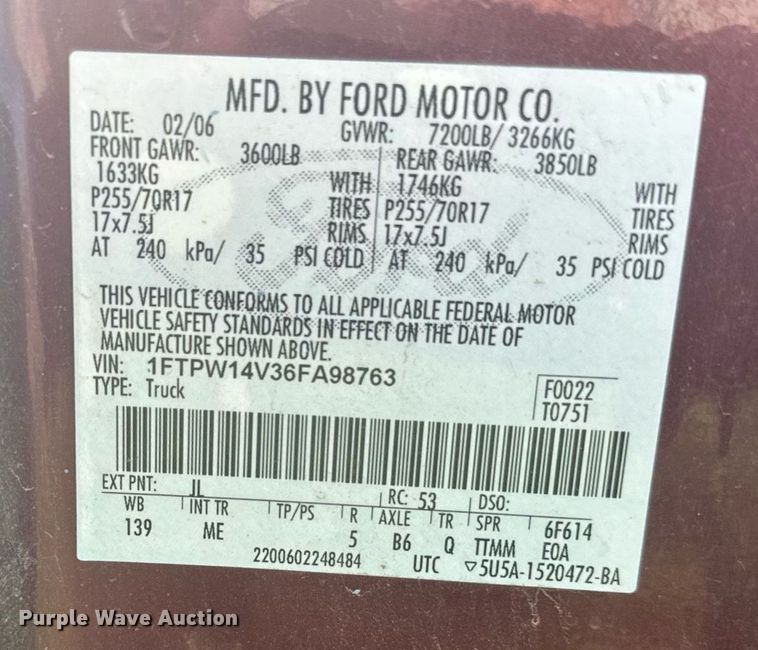 MFD. BY FORD MOTOR CO.
DATE: 02/06 GVWR: 7200LB/ 3266KG
FRONT GAWR: 3600LB REAR GAWR: 3850LB
1633KG WITH 1746KG WITH
P255/70R17 TIRES P255/70R17 TIRES
17x7.5J RIMS 17x7.5J RIMS
AT 240 kPa/ 35 PSI COLD AT 240 kPa/ 35 PSI COLD
Ford
THIS VEHICLE CONFORMS TO ALL APPLICABLE FEDERAL MOTOR
VEHICLE SAFETY STANDARDS IN EFFECT ON THE DATE OF
MANUFACTURE SHOWN ABOVE.
VIN: 1FTPW14V36FA98763
TYPE: Truck
F0022
T0751
EXT PNT: JL RC: 53 DSO:
WB INT TR TP/PS R AXLE TR SPR 6F614
139 ME 5 B6 Q TTMM EOA
2200602248484 UTC ▽5U5A-1520472-BA
Purple Wave Auction